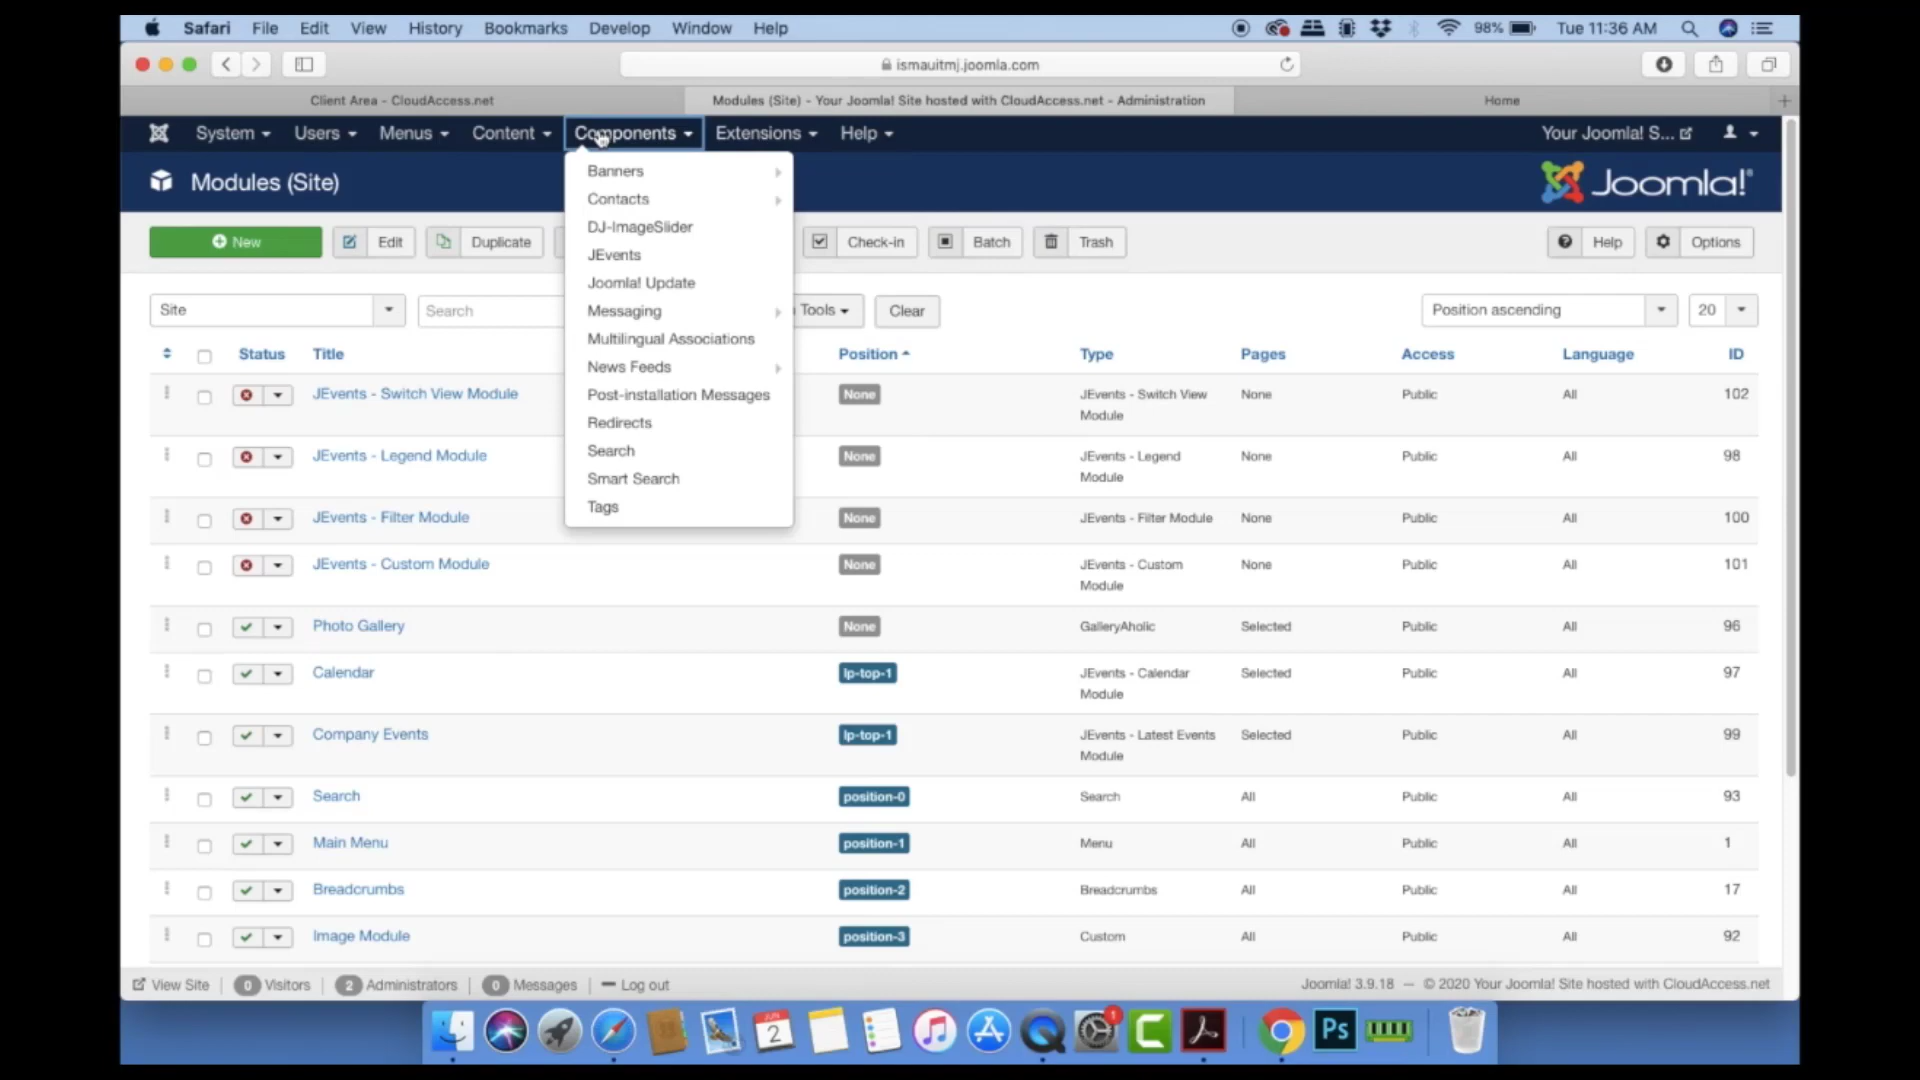 Safari File Edit View History Bookmarks Develop Window Help 98% Tue 11:36 AM
ismauitmj.joomla.com
Client Area - CloudAccess.net Modules (Site) - Your Joomla! Site hosted with CloudAccess.net - Administration Home
System Users Menus Content Components Extensions Help Your Joomla! S...
Modules (Site) Joomla!
New Edit Duplicate Check-in Batch Trash Help Options
Banners
Contacts
DJ-ImageSlider
JEvents
Joomla! Update
Messaging
Multilingual Associations
News Feeds
Post-installation Messages
Redirects
Search
Smart Search
Tags
Site Search Tools Clear Position ascending 20
Status Title Position Type Pages Access Language ID
JEvents - Switch View Module None JEvents - Switch View Module None Public All 102
JEvents - Legend Module None JEvents - Legend Module None Public All 98
JEvents - Filter Module None JEvents - Filter Module None Public All 100
JEvents - Custom Module None JEvents - Custom Module None Public All 101
Photo Gallery None GalleryAholic Selected Public All 96
Calendar lp-top-1 JEvents - Calendar Module Selected Public All 97
Company Events lp-top-1 JEvents - Latest Events Module Selected Public All 99
Search position-0 Search All Public All 93
Main Menu position-1 Menu All Public All 1
Breadcrumbs position-2 Breadcrumbs All Public All 17
Image Module position-3 Custom All Public All 92
View Site 0 Visitors 2 Administrators 0 Messages Log out Joomla! 3.9.18 — © 2020 Your Joomla! Site hosted with CloudAccess.net
JUN
2
1
Ps